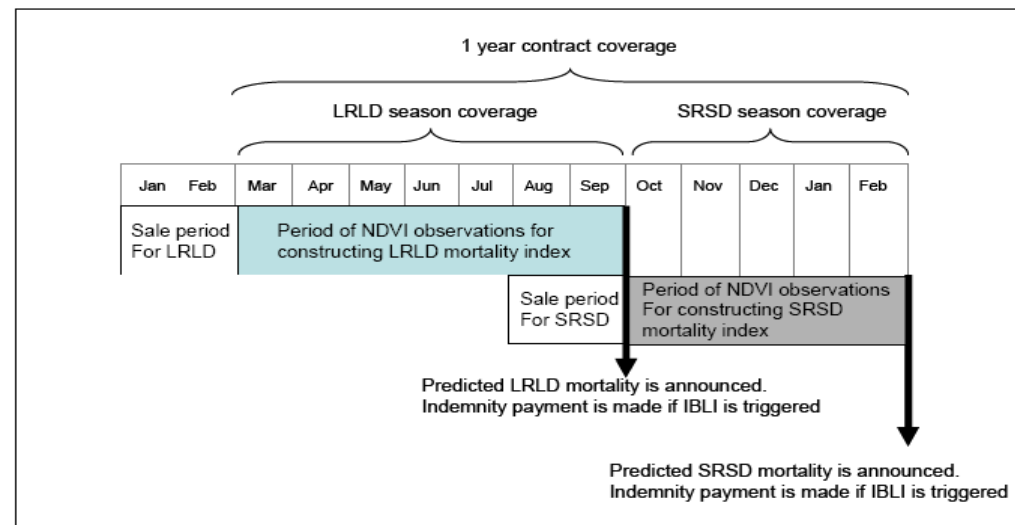 1 year contract coverage
LRLD season coverage
SRSD season coverage
Jan Feb Mar Apr May Jun Jul Aug Sep Oct Nov Dec Jan Feb
Sale period
For LRLD
Period of NDVI observations for
constructing LRLD mortality index
Sale period
For SRSD
Period of NDVI observations
For constructing SRSD
mortality index
Predicted LRLD mortality is announced.
Indemnity payment is made if IBLI is triggered
Predicted SRSD mortality is announced.
Indemnity payment is made if IBLI is triggered